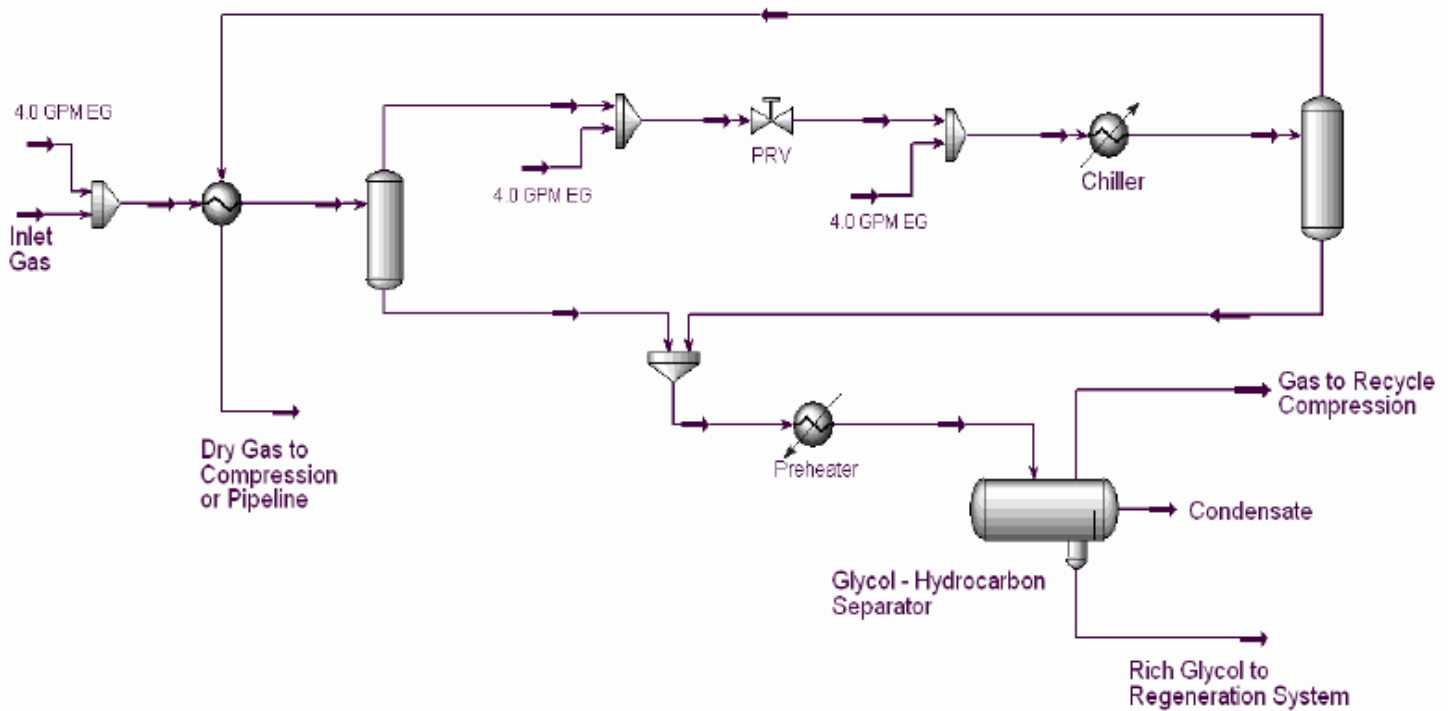 4.0 GPM EG
Inlet
Gas
4.0 GPM EG
PRV
4.0 GPM EG
Chiller
Dry Gas to
Compression
or Pipeline
Preheater
Gas to Recycle
Compression
Condensate
Glycol - Hydrocarbon
Separator
Rich Glycol to
Regeneration System